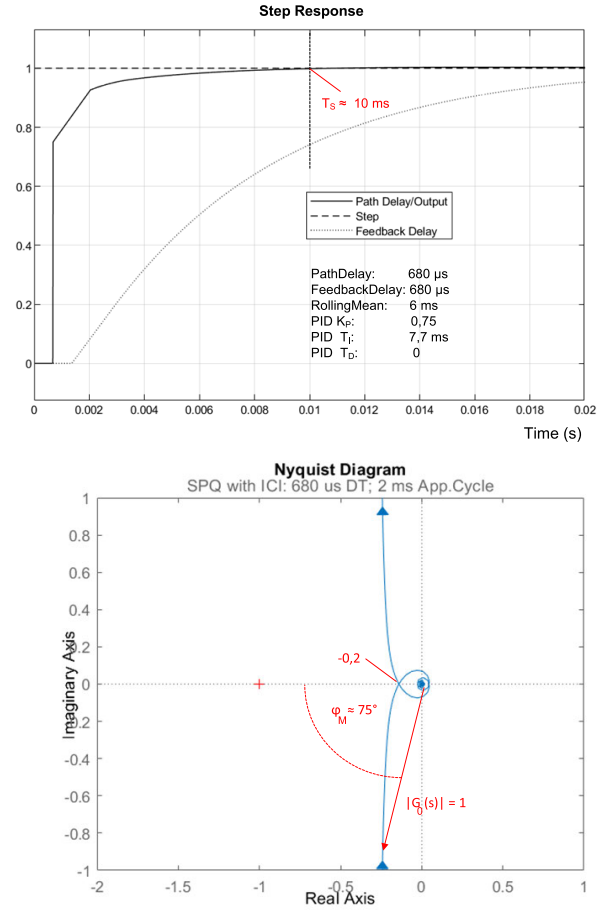 Step Response
1
0.8
0.6
0.4
0.2
0
T_S ≈ 10 ms
Path Delay/Output
Step
Feedback Delay
PathDelay: 680 µs
FeedbackDelay: 680 µs
RollingMean: 6 ms
PID K_P: 0,75
PID T_I: 7,7 ms
PID T_D: 0
0 0.002 0.004 0.006 0.008 0.01 0.012 0.014 0.016 0.018 0.02
Time (s)
Nyquist Diagram
SPQ with ICI: 680 us DT; 2 ms App.Cycle
Imaginary Axis
1
0.8
0.6
0.4
0.2
0
-0.2
-0.4
-0.6
-0.8
-1
-0,2
φ_M ≈ 75°
|G_0(s)| = 1
-2 -1.5 -1 -0.5 0 0.5 1
Real Axis